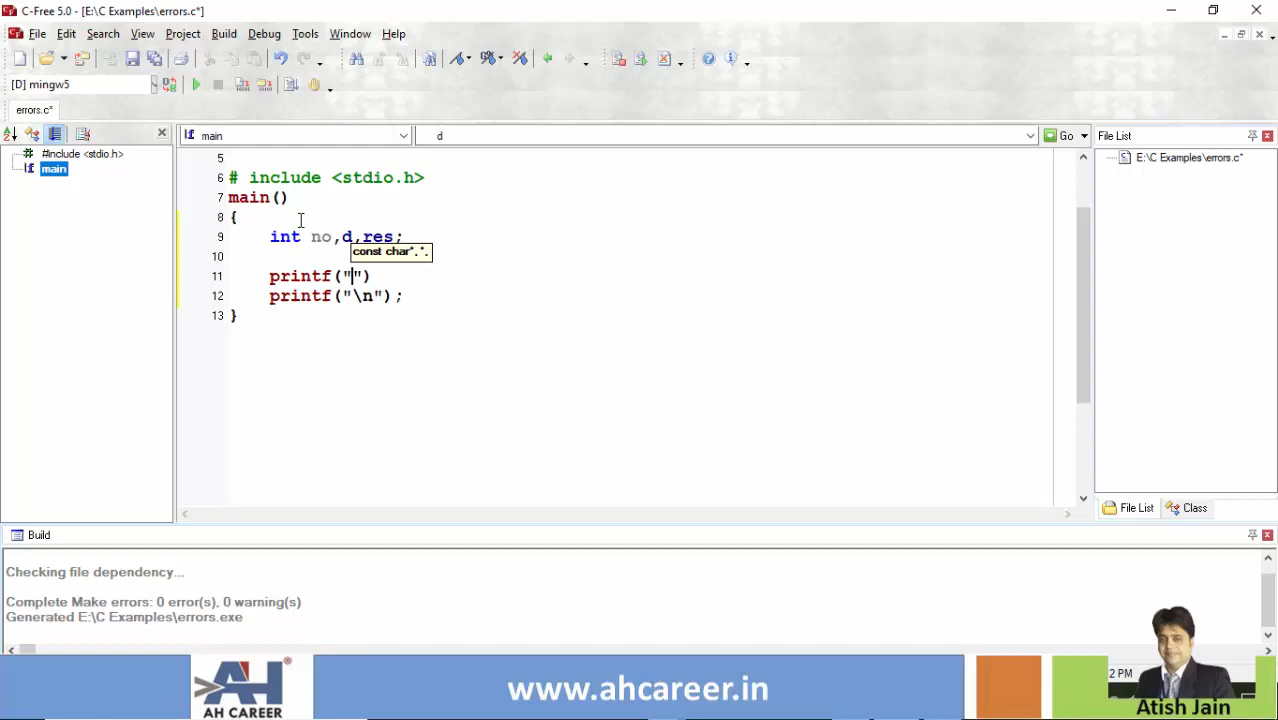 C-Free 5.0 - [E:\C Examples\errors.c*]
File Edit Search View Project Build Debug Tools Window Help
[D] mingw5
errors.c*
main
d
Go
File List
#include <stdio.h>
main
E:\C Examples\errors.c*
5
6 # include <stdio.h>
7 main()
8 {
9 int no,d,res;
const char*. *.
10
11 printf("")
12 printf("\n");
13 }
File List Class
Build
Checking file dependency...
Complete Make errors: 0 error(s), 0 warning(s)
Generated E:\C Examples\errors.exe
2 PM
AH
AH CAREER
www.ahcareer.in
Atish Jain